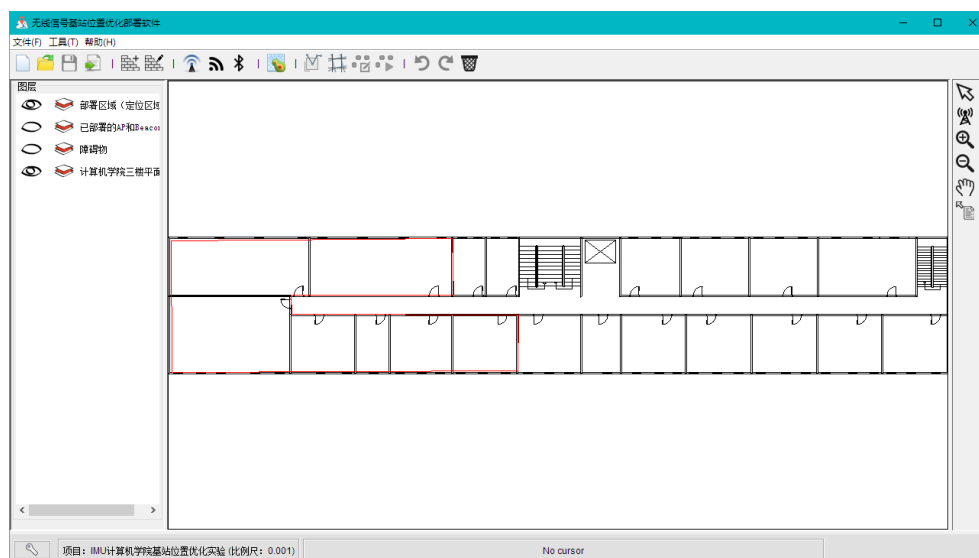 无线信号基站位置优化部署软件
文件(F) 工具(T) 帮助(H)
图层
部署区域（定位区域
已部署的AP和Beacon
障碍物
计算机学院三楼平面
项目：IMU计算机学院基站位置优化实验 (比例尺：0.001)
No cursor